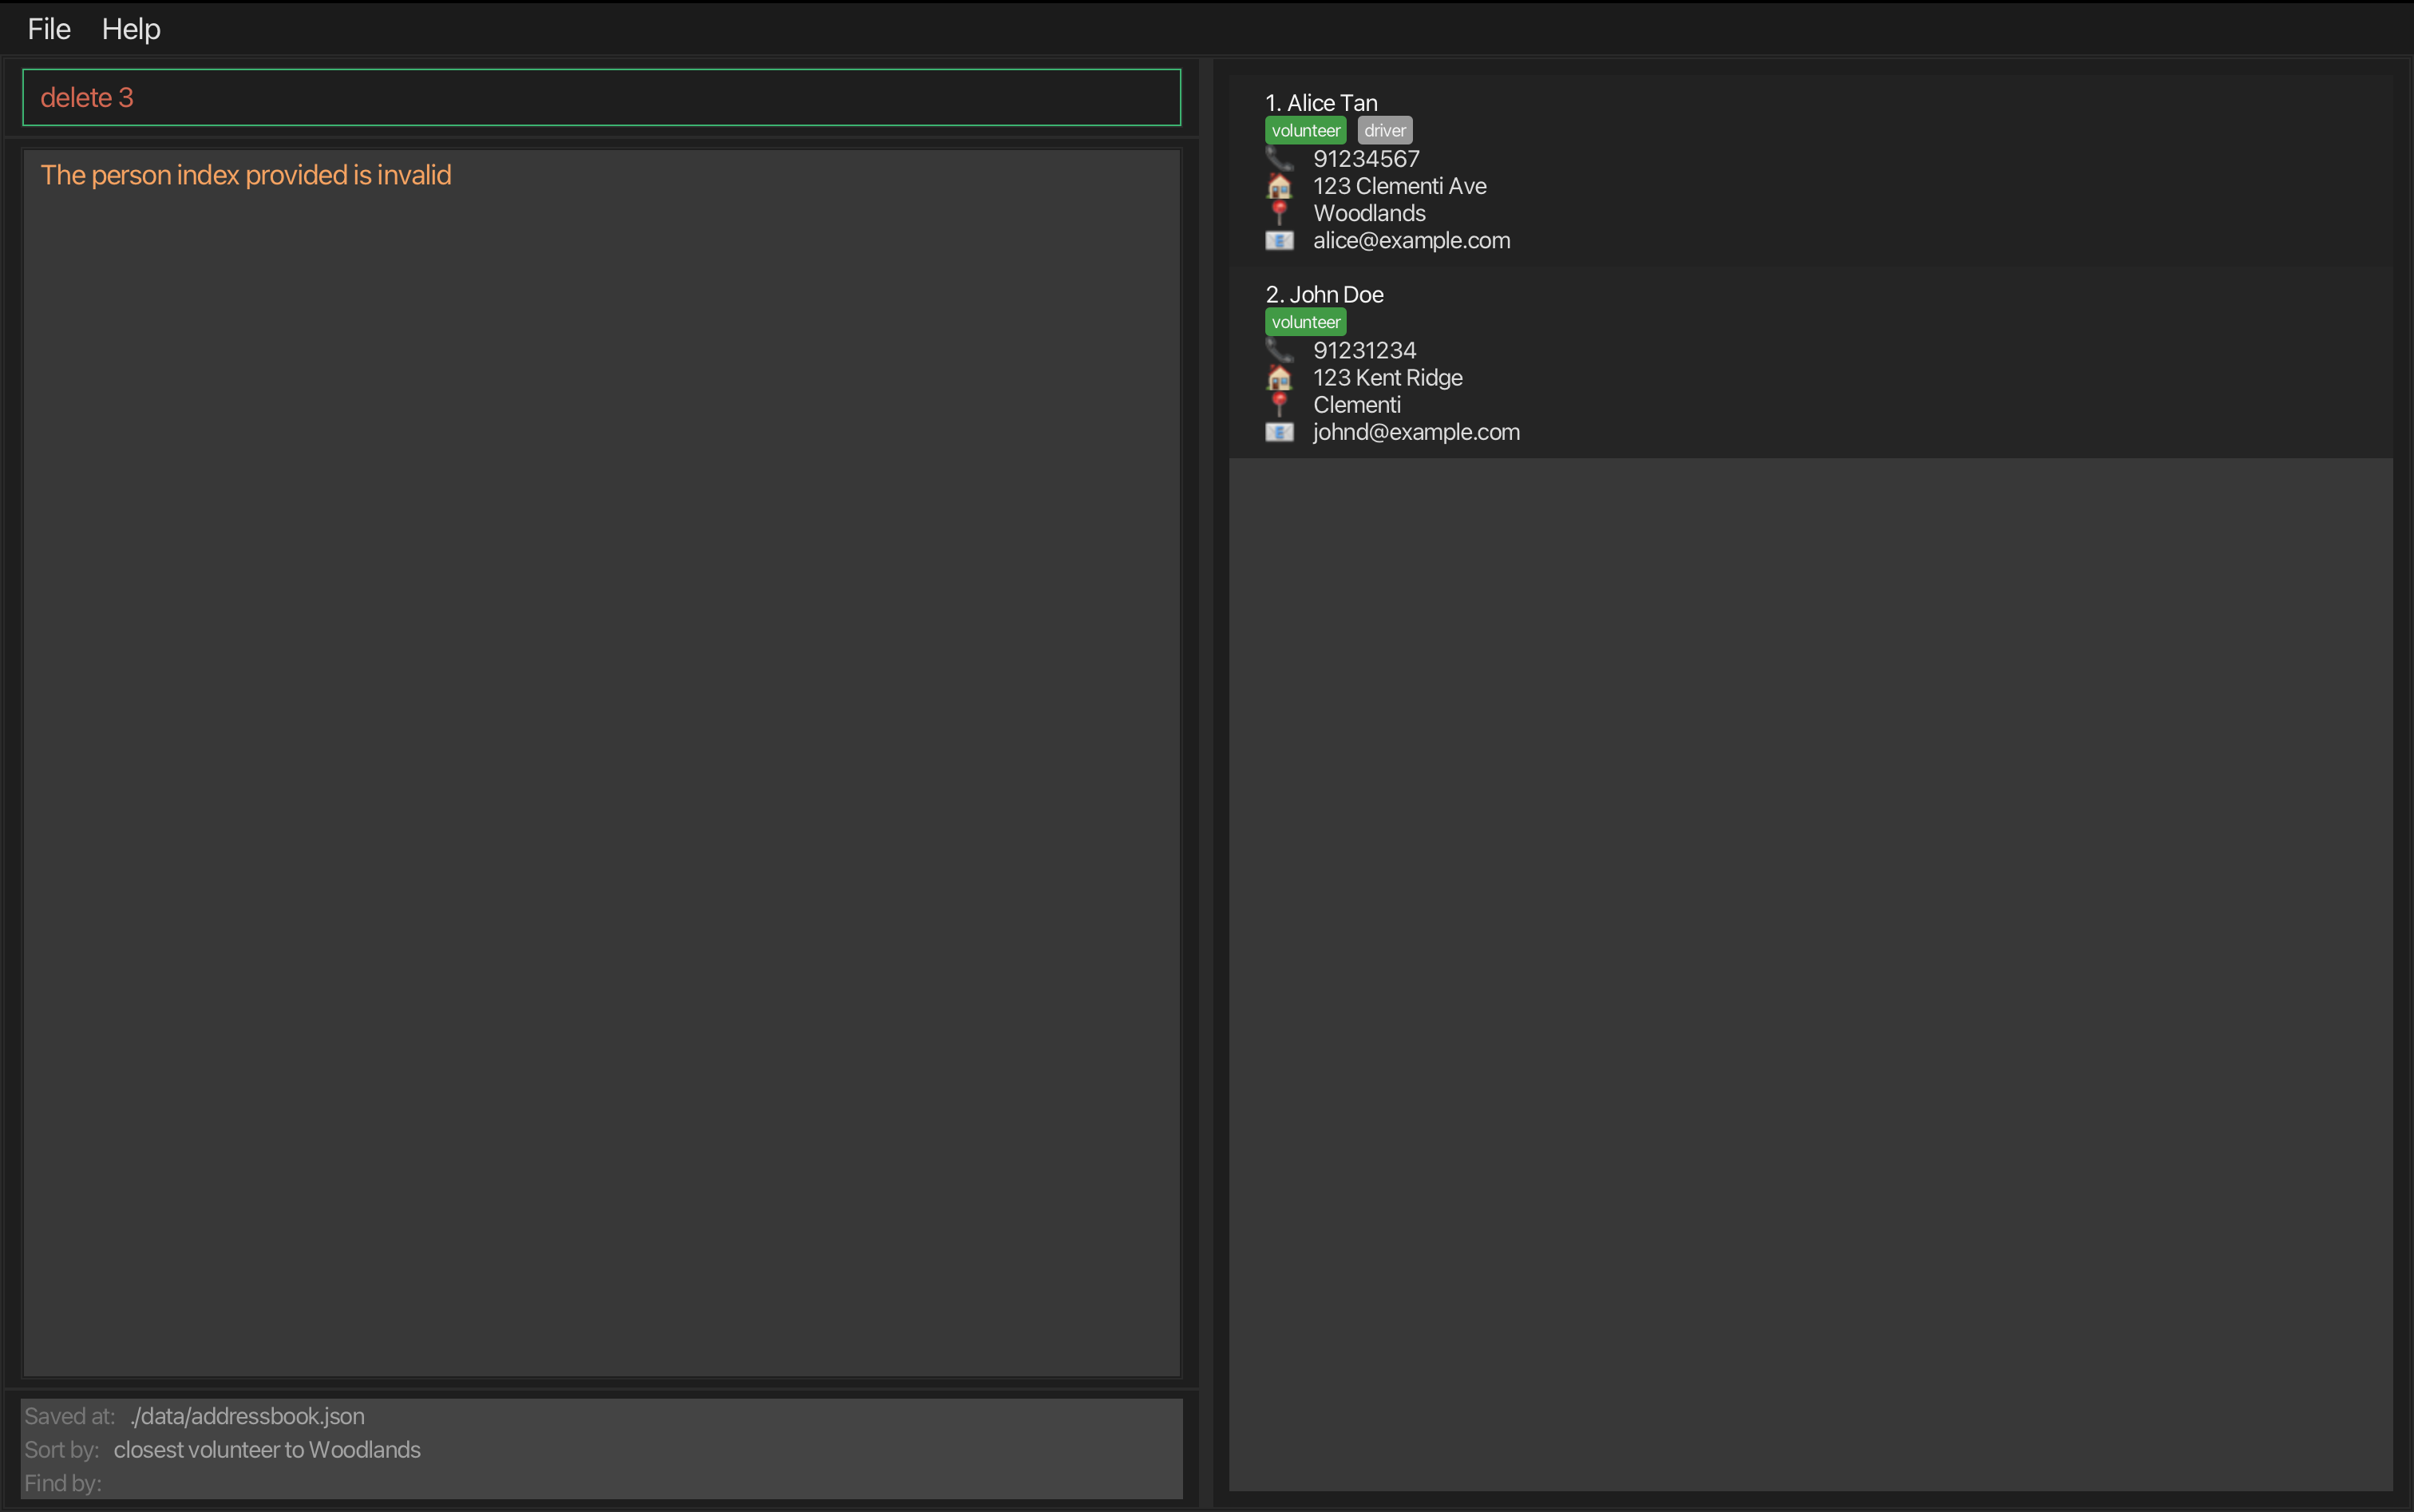 File Help
delete 3
The person index provided is invalid
Saved at: ./data/addressbook.json
Sort by: closest volunteer to Woodlands
Find by:
1. Alice Tan
volunteer driver
91234567
123 Clementi Ave
Woodlands
alice@example.com
2. John Doe
volunteer
91231234
123 Kent Ridge
Clementi
johnd@example.com